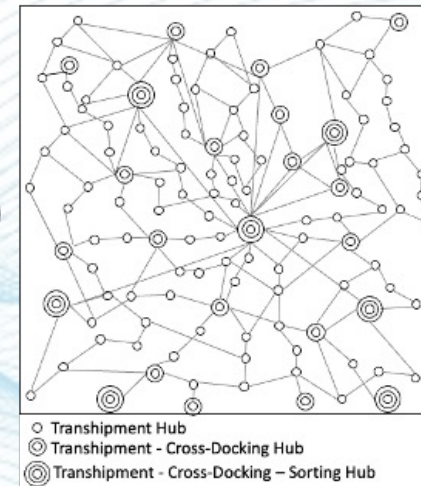 Transhipment Hub
Transhipment - Cross-Docking Hub
Transhipment - Cross-Docking – Sorting Hub